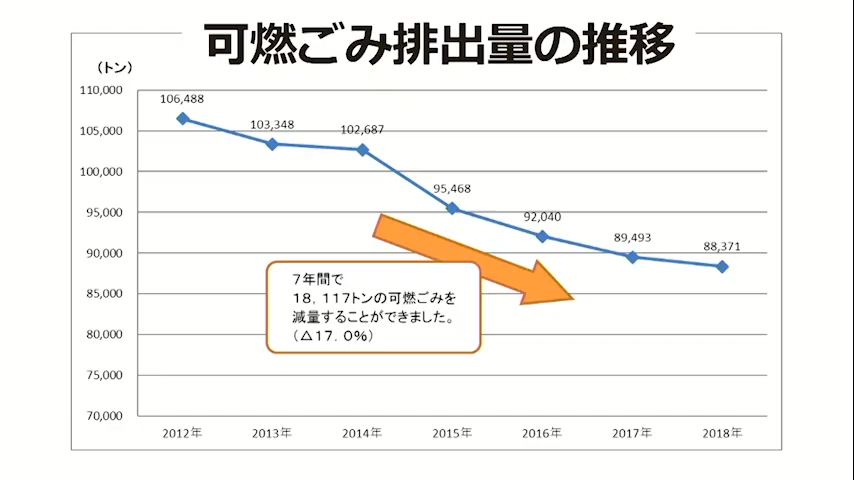 可燃ごみ排出量の推移
（トン）
110,000
105,000
100,000
95,000
90,000
85,000
80,000
75,000
70,000
106,488
103,348
102,687
95,468
92,040
89,493
88,371
７年間で
１８，１１７トンの可燃ごみを
減量することができました。
（△１７．０％）
2012年 2013年 2014年 2015年 2016年 2017年 2018年